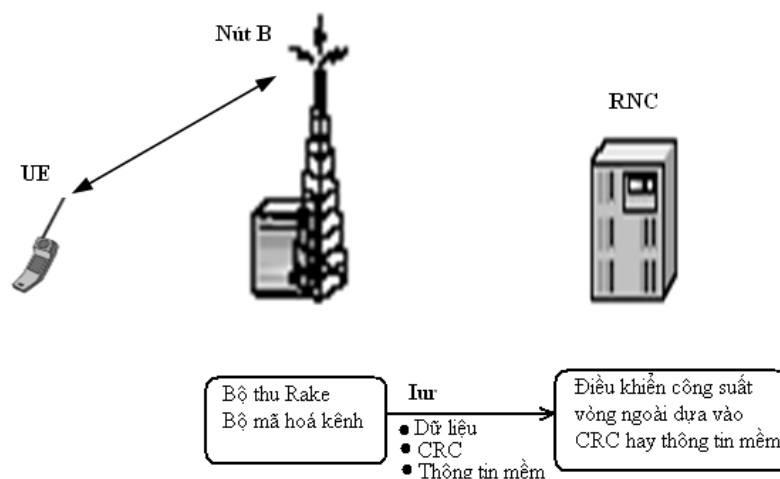 Nút B
RNC
UE
Bộ thu Rake
Bộ mã hoá kênh
Iur
Dữ liệu
CRC
Thông tin mềm
Điều khiển công suất
vòng ngoài dựa vào
CRC hay thông tin mềm